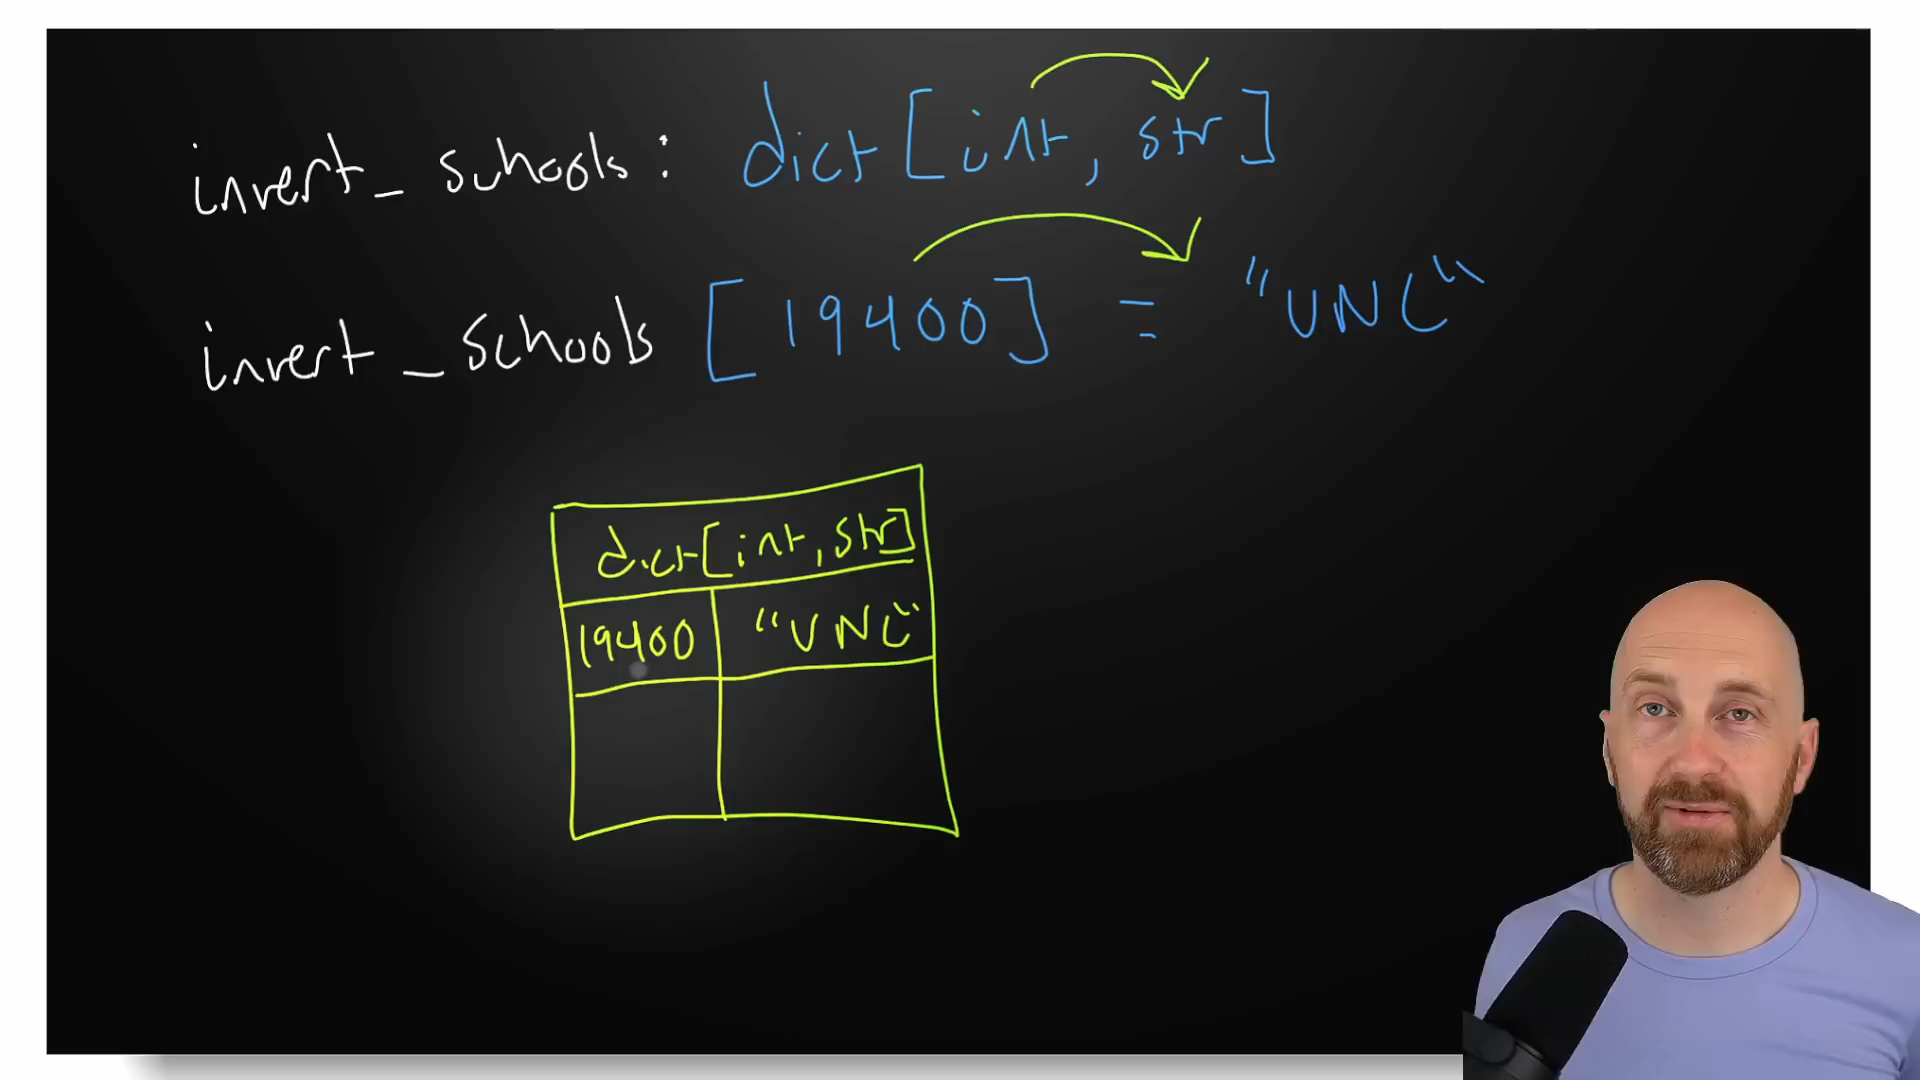 invert_schools: dict[int, str]
invert_schools [19400] = "UNC"
dict[int, str]
19400 "UNC"